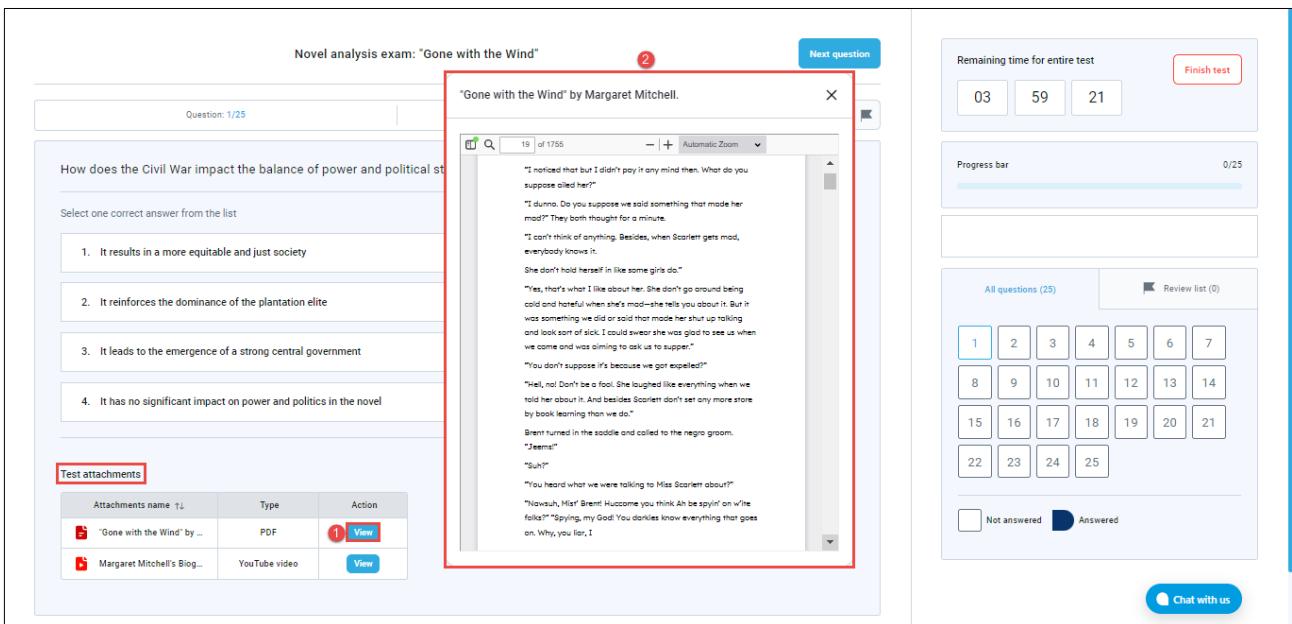 Novel analysis exam: "Gone with the Wind"
Next question
Question: 1/25
How does the Civil War impact the balance of power and political st
Select one correct answer from the list
1. It results in a more equitable and just society
2. It reinforces the dominance of the plantation elite
3. It leads to the emergence of a strong central government
4. It has no significant impact on power and politics in the novel
Test attachments
Attachments name ↑↓ Type Action
"Gone with the Wind" by ... PDF 1 View
Margaret Mitchell's Biog... YouTube video View
2
"Gone with the Wind" by Margaret Mitchell.
19 of 1755 Automatic Zoom
"I noticed that but I didn't pay it any mind then. What do you
suppose ailed her?"
"I dunno. Do you suppose we said something that made her
mad?" They both thought for a minute.
"I can't think of anything. Besides, when Scarlett gets mad,
everybody knows it.
She don't hold herself in like some girls do."
"Yes, that's what I like about her. She don't go around being
cold and hateful when she's mad—she tells you about it. But it
was something we did or said that made her shut up talking
and look sort of sick. I could swear she was glad to see us when
we came and was aiming to ask us to supper."
"You don't suppose it's because we got expelled?"
"Hell, no! Don't be a fool. She laughed like everything when we
told her about it. And besides Scarlett don't set any more store
by book learning than we do."
Brent turned in the saddle and called to the negro groom.
"Jeems!"
"Suh?"
"You heard what we were talking to Miss Scarlett about?"
"Nawsuh, Mist' Brent! Huccome you think Ah be spyin' on w'ite
folks?" "Spying, my God! You darkies know everything that goes
on. Why, you liar, I
Remaining time for entire test
Finish test
03 59 21
Progress bar 0/25
All questions (25) Review list (0)
1 2 3 4 5 6 7
8 9 10 11 12 13 14
15 16 17 18 19 20 21
22 23 24 25
Not answered Answered
Chat with us